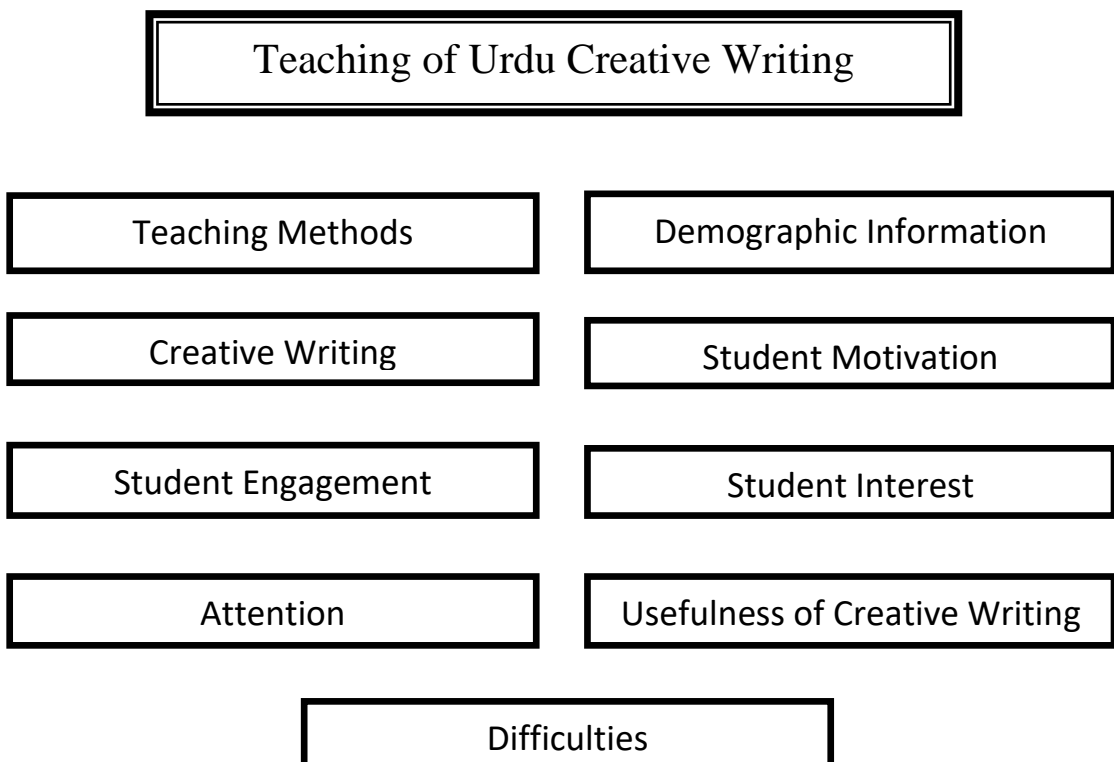 Teaching of Urdu Creative Writing
Teaching Methods
Demographic Information
Creative Writing
Student Motivation
Student Engagement
Student Interest
Attention
Usefulness of Creative Writing
Difficulties